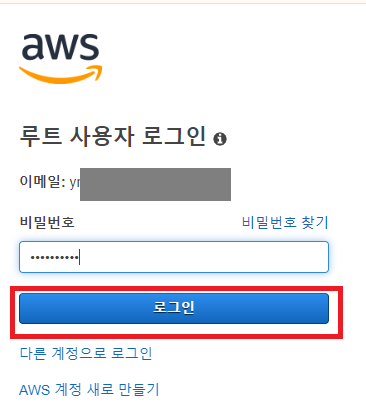 aws
루트 사용자 로그인
이메일: yr
비밀번호 비밀번호 찾기
로그인
다른 계정으로 로그인
AWS 계정 새로 만들기